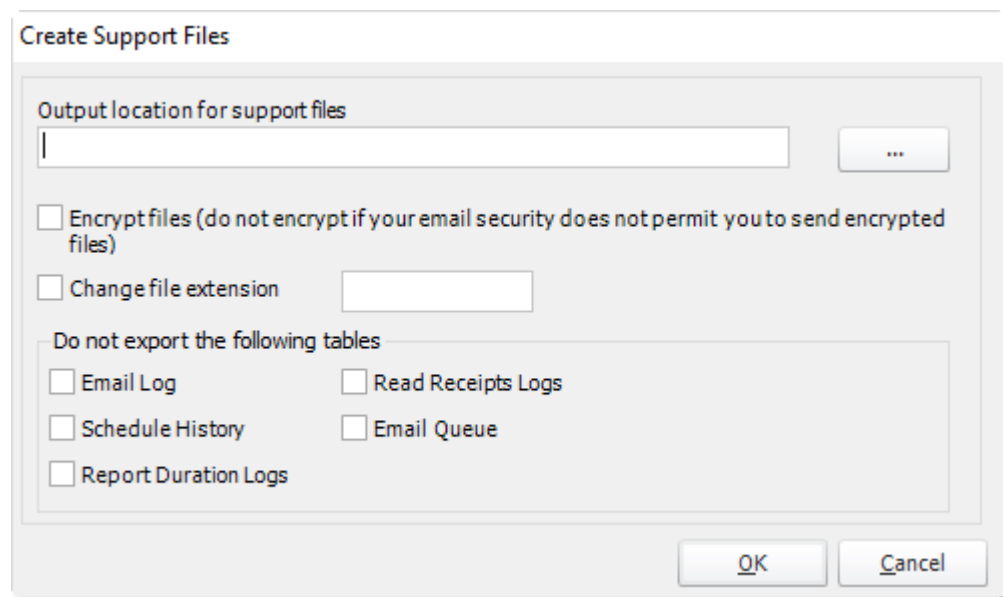 Create Support Files
Output location for support files
...
Encrypt files (do not encrypt if your email security does not permit you to send encrypted
files)
Change file extension
Do not export the following tables
Email Log
Read Receipts Logs
Schedule History
Email Queue
Report Duration Logs
OK
Cancel